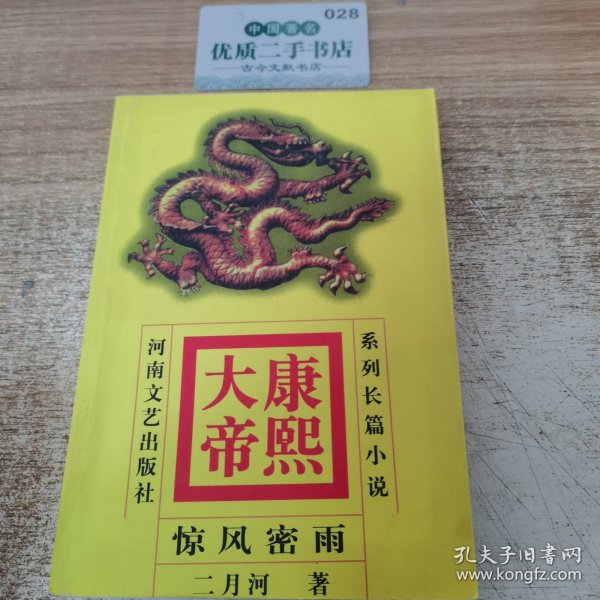 028
中国著名
优质二手书店
古今文献书店
系列长篇小说
康熙
大帝
河南文艺出版社
惊风密雨
二月河 著
孔夫子旧书网
www.kongfz.com